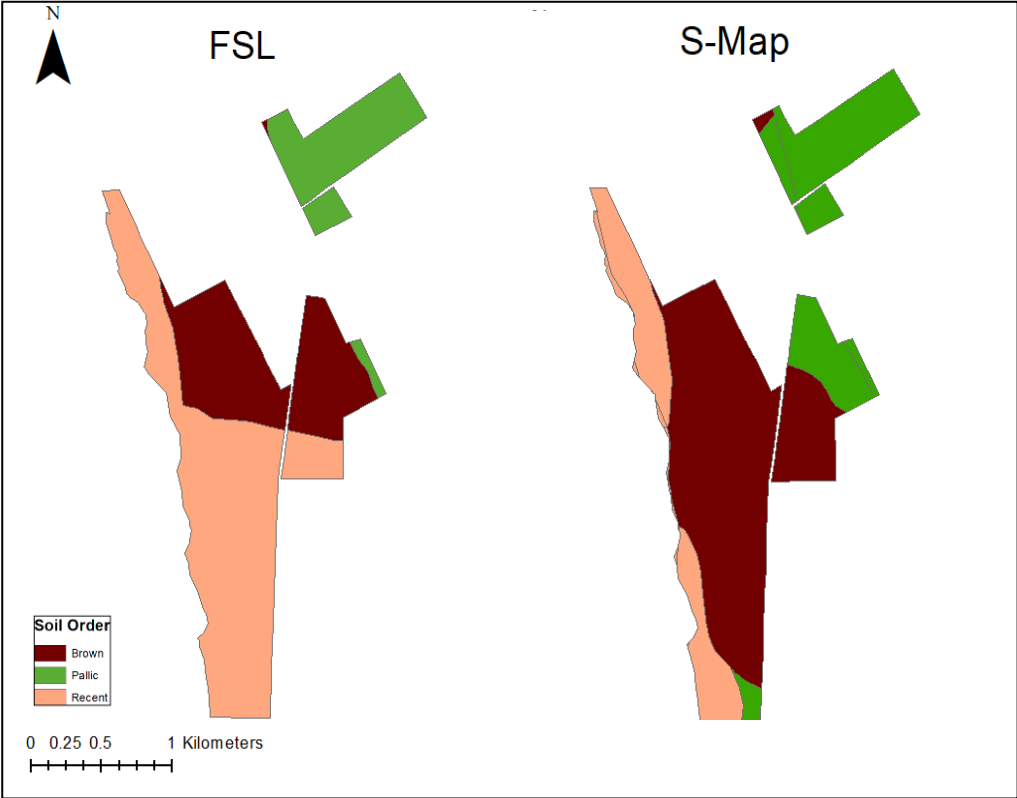 N
FSL
S-Map
Soil Order
Brown
Pallic
Recent
0 0.25 0.5 1 Kilometers